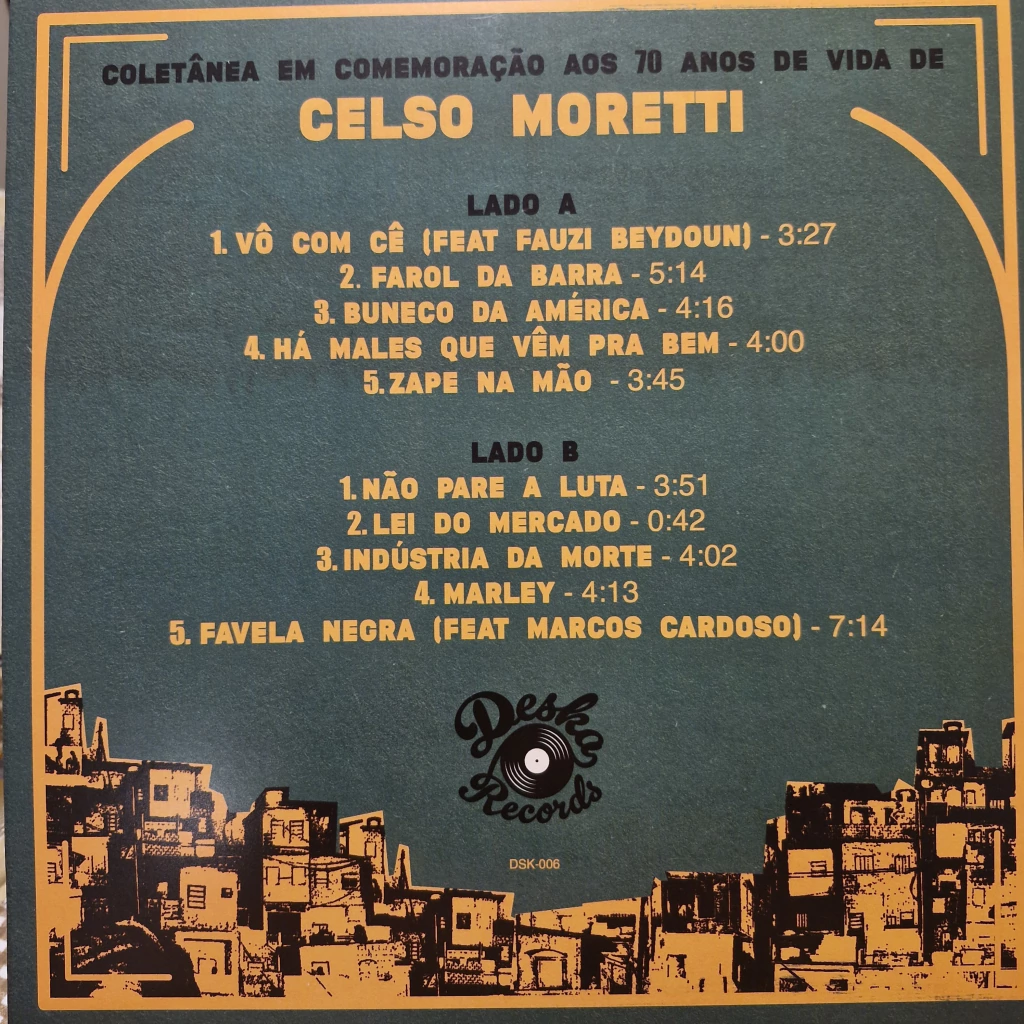 COLETÂNEA EM COMEMORAÇÃO AOS 70 ANOS DE VIDA DE
CELSO MORETTI
LADO A
1. VÔ COM CÊ (FEAT FAUZI BEYDOUN) - 3:27
2. FAROL DA BARRA - 5:14
3. BUNECO DA AMÉRICA - 4:16
4. HÁ MALES QUE VÊM PRA BEM - 4:00
5. ZAPE NA MÃO - 3:45
LADO B
1. NÃO PARE A LUTA - 3:51
2. LEI DO MERCADO - 0:42
3. INDÚSTRIA DA MORTE - 4:02
4. MARLEY - 4:13
5. FAVELA NEGRA (FEAT MARCOS CARDOSO) - 7:14
Deska
Records
DSK-006